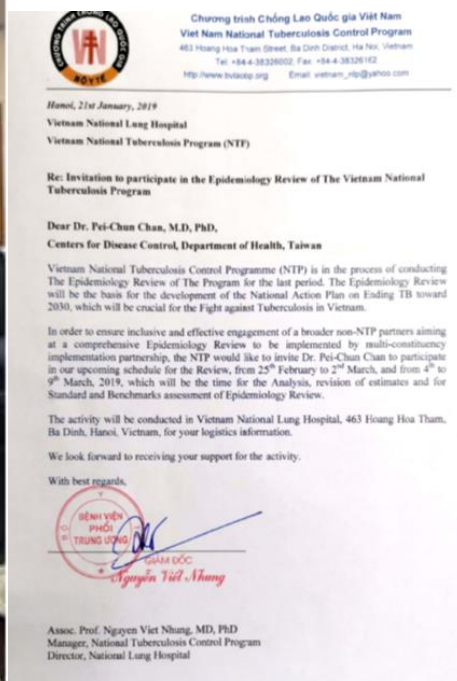 CHƯƠNG TRÌNH CHỐNG LAO QUỐC GIA
BỘ Y TẾ
Chương trình Chống Lao Quốc gia Việt Nam
Viet Nam National Tuberculosis Control Program
463 Hoang Hoa Tham Street, Ba Dinh District, Ha Noi, Vietnam
Tel: +84-4-38326002, Fax: +84-4-38326162
Email: vietnam_ntp@yahoo.com
Hanoi, 21st January, 2019
Vietnam National Lung Hospital
Vietnam National Tuberculosis Program (NTP)
Re: Invitation to participate in the Epidemiology Review of The Vietnam National
Tuberculosis Program
Dear Dr. Pei-Chun Chan, M.D, PhD,
Centers for Disease Control, Department of Health, Taiwan
Vietnam National Tuberculosis Control Programme (NTP) is in the process of conducting
The Epidemiology Review of The Program for the last period. The Epidemiology Review
will be the basis for the development of the National Action Plan on Ending TB toward
2030, which will be crucial for the Fight against Tuberculosis in Vietnam.
In order to ensure inclusive and effective engagement of a broader non-NTP partners aiming
at a comprehensive Epidemiology Review to be implemented by multi-constituency
implementation partnership, the NTP would like to invite Dr. Pei-Chun Chan to participate
in our upcoming schedule for the Review, from 25th February to 2nd March, and from 4th to
9th March, 2019, which will be the time for the Analysis, revision of estimates and for
Standard and Benchmarks assessment of Epidemiology Review.
The activity will be conducted in Vietnam National Lung Hospital, 463 Hoang Hoa Tham,
Ba Dinh, Hanoi, Vietnam, for your logistics information.
We look forward to receiving your support for the activity.
With best regards,
BỆNH VIỆN
PHỔI
TRUNG ƯƠNG
GIÁM ĐỐC
Nguyễn Viết Nhung
Assoc. Prof. Nguyen Viet Nhung, MD, PhD
Manager, National Tuberculosis Control Program
Director, National Lung Hospital